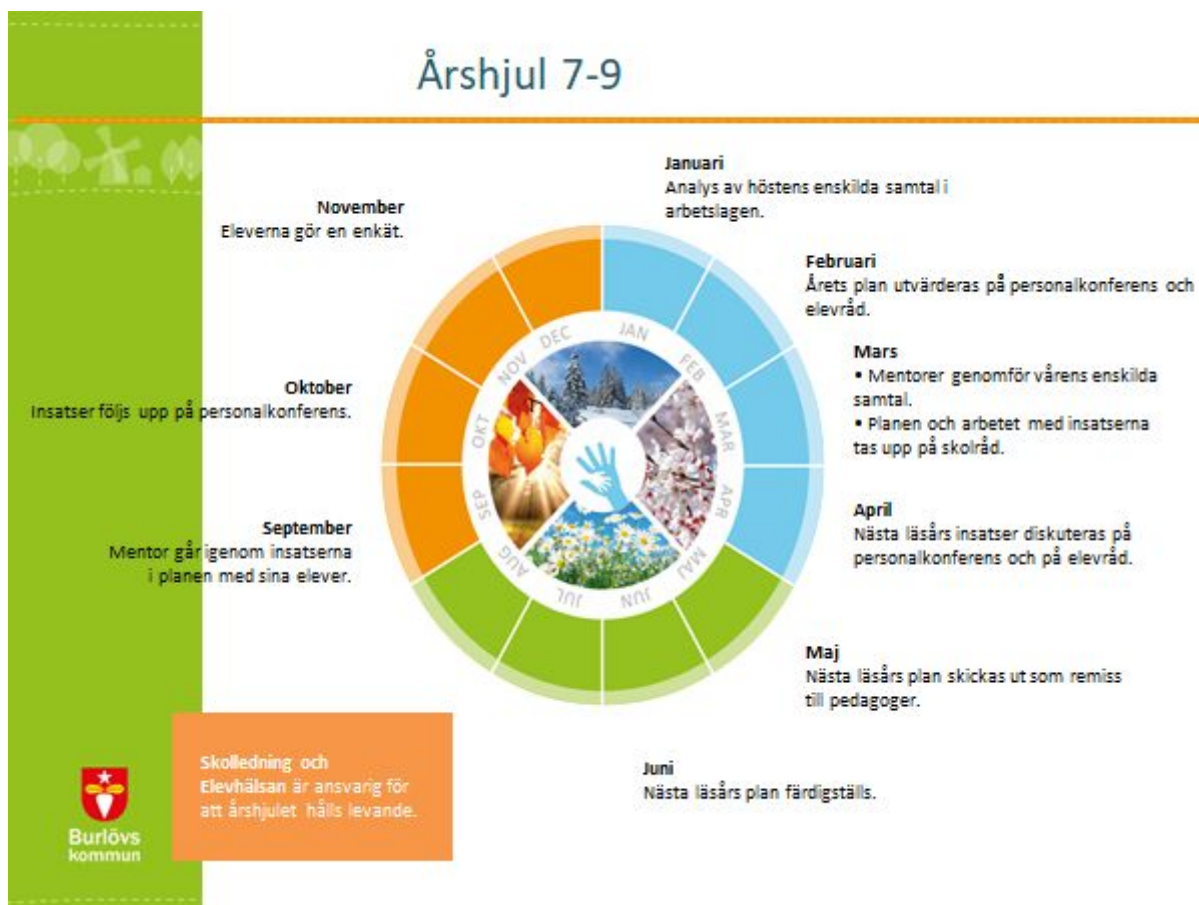 Årshjul 7-9
Januari
Analys av höstens enskilda samtal i
arbetslagen.
Februari
Årets plan utvärderas på personalkonferens och
elevråd.
Mars
• Mentorer genomför vårens enskilda
samtal.
• Planen och arbetet med insatserna
tas upp på skolråd.
April
Nästa läsårs insatser diskuteras på
personalkonferens och på elevråd.
Maj
Nästa läsårs plan skickas ut som remiss
till pedagoger.
Juni
Nästa läsårs plan färdigställs.
September
Mentor går igenom insatserna
i planen med sina elever.
Oktober
Insatser följs upp på personalkonferens.
November
Eleverna gör en enkät.
JAN
FEB
MAR
APR
MAJ
JUN
JUL
AUG
SEP
OKT
NOV
DEC
Skolledning och
Elevhälsan är ansvarig för
att årshjulet hålls levande.
Burlövs
kommun